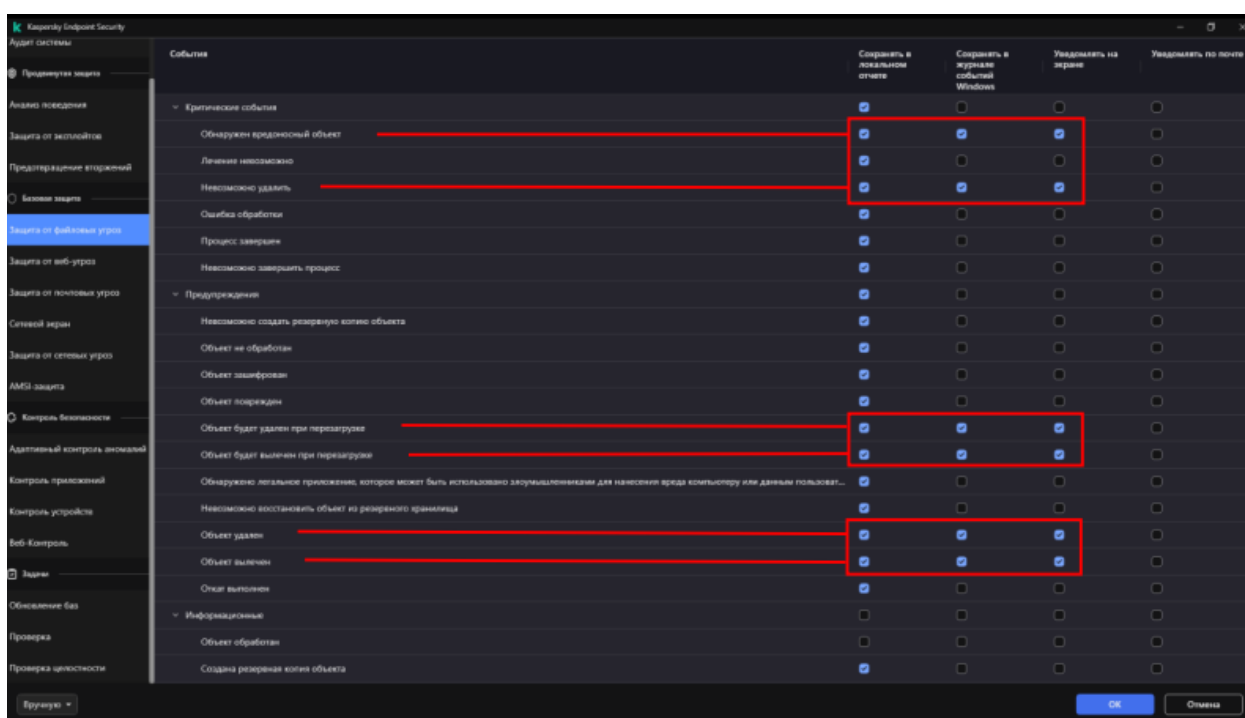 Kaspersky Endpoint Security
Аудит системы
Продвинутая защита
Анализ поведения
Защита от эксплойтов
Предотвращение вторжений
Базовая защита
Защита от файловых угроз
Защита от веб-угроз
Защита от почтовых угроз
Сетевой экран
Защита от сетевых угроз
AMSI-защита
Контроль безопасности
Адаптивный контроль аномалий
Контроль приложений
Контроль устройств
Веб-Контроль
Задачи
Обновление баз
Проверка
Проверка целостности
Вручную
События
Сохранять в
локальном
отчете
Сохранять в
журнале
событий
Windows
Уведомлять на
экране
Уведомлять по почте
Критические события
Обнаружен вредоносный объект
Лечение невозможно
Невозможно удалить
Ошибка обработки
Процесс завершен
Невозможно завершить процесс
Предупреждения
Невозможно создать резервную копию объекта
Объект не обработан
Объект зашифрован
Объект поврежден
Объект будет удален при перезагрузке
Объект будет вылечен при перезагрузке
Обнаружено легальное приложение, которое может быть использовано злоумышленниками для нанесения вреда компьютеру или данным пользоват...
Невозможно восстановить объект из резервного хранилища
Объект удален
Объект вылечен
Откат выполнен
Информационные
Объект обработан
Создана резервная копия объекта
ОК
Отмена